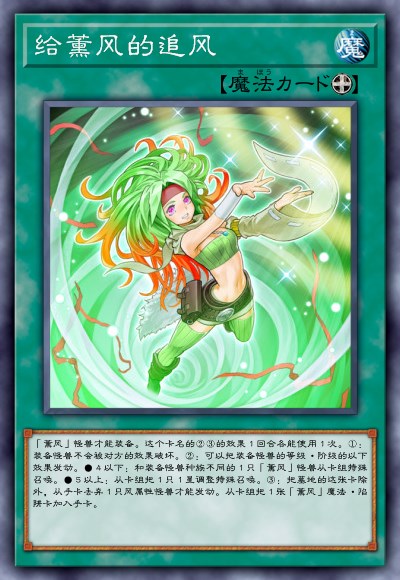 给薰风的追风
魔
【魔法カード】
まほう
「薰风」怪兽才能装备。这个卡名的②③的效果1回合各能使用1次。①:
装备怪兽不会被对方的效果破坏。②：可以把装备怪兽的等级·阶级的以下
效果发动。●4以下：和装备怪兽种族不同的1只「薰风」怪兽从卡组特殊
召唤。●5以上：从卡组把1只1星调整特殊召唤。③：把墓地的这张卡除
外，从手卡丢弃1只风属性怪兽才能发动。从卡组把1张「薰风」魔法·陷
阱卡加入手卡。